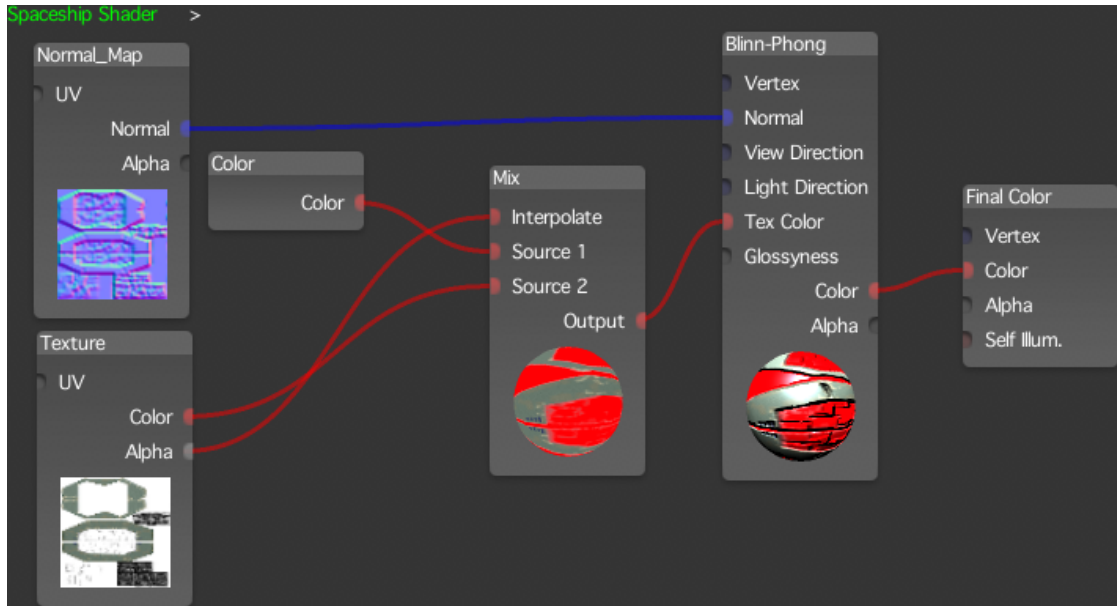 Spaceship Shader >
Normal_Map
UV
Normal
Alpha
Color
Color
Texture
UV
Color
Alpha
Mix
Interpolate
Source 1
Source 2
Output
Blinn-Phong
Vertex
Normal
View Direction
Light Direction
Tex Color
Glossyness
Color
Alpha
Final Color
Vertex
Color
Alpha
Self Illum.